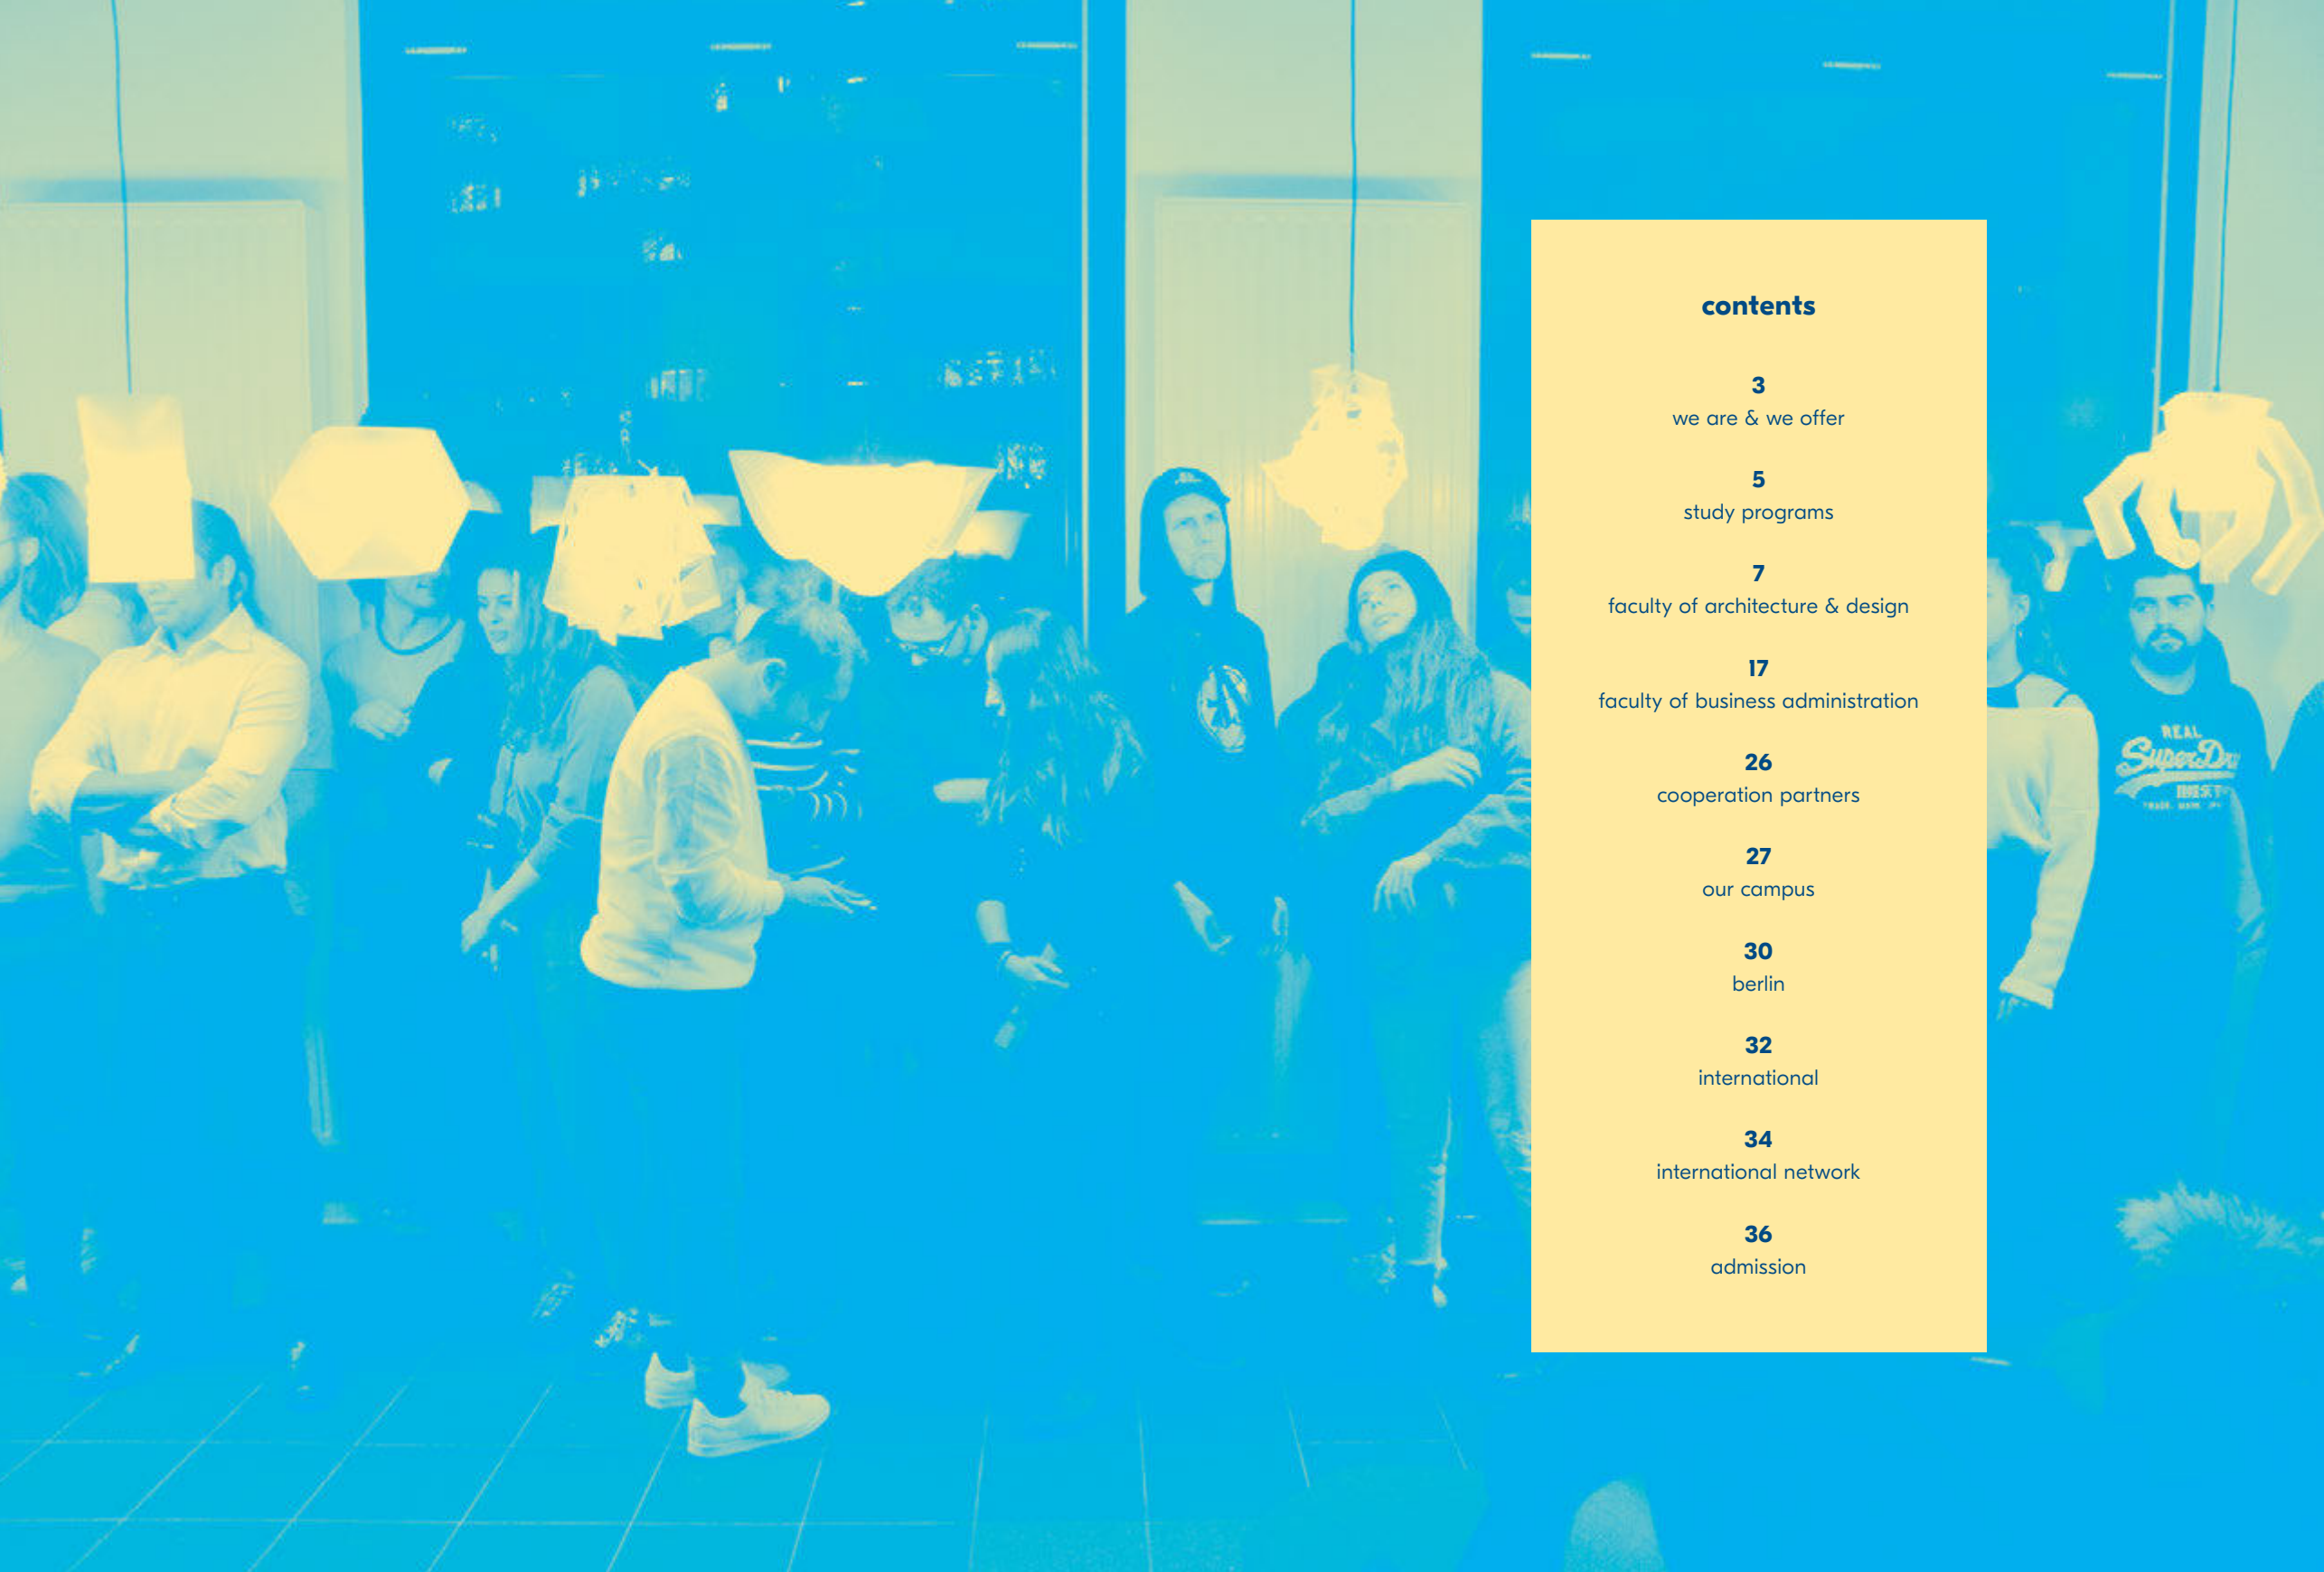 contents
3
we are & we offer
5
study programs
7
faculty of architecture & design
17
faculty of business administration
26
cooperation partners
27
our campus
30
berlin
32
international
34
international network
36
admission
REAL